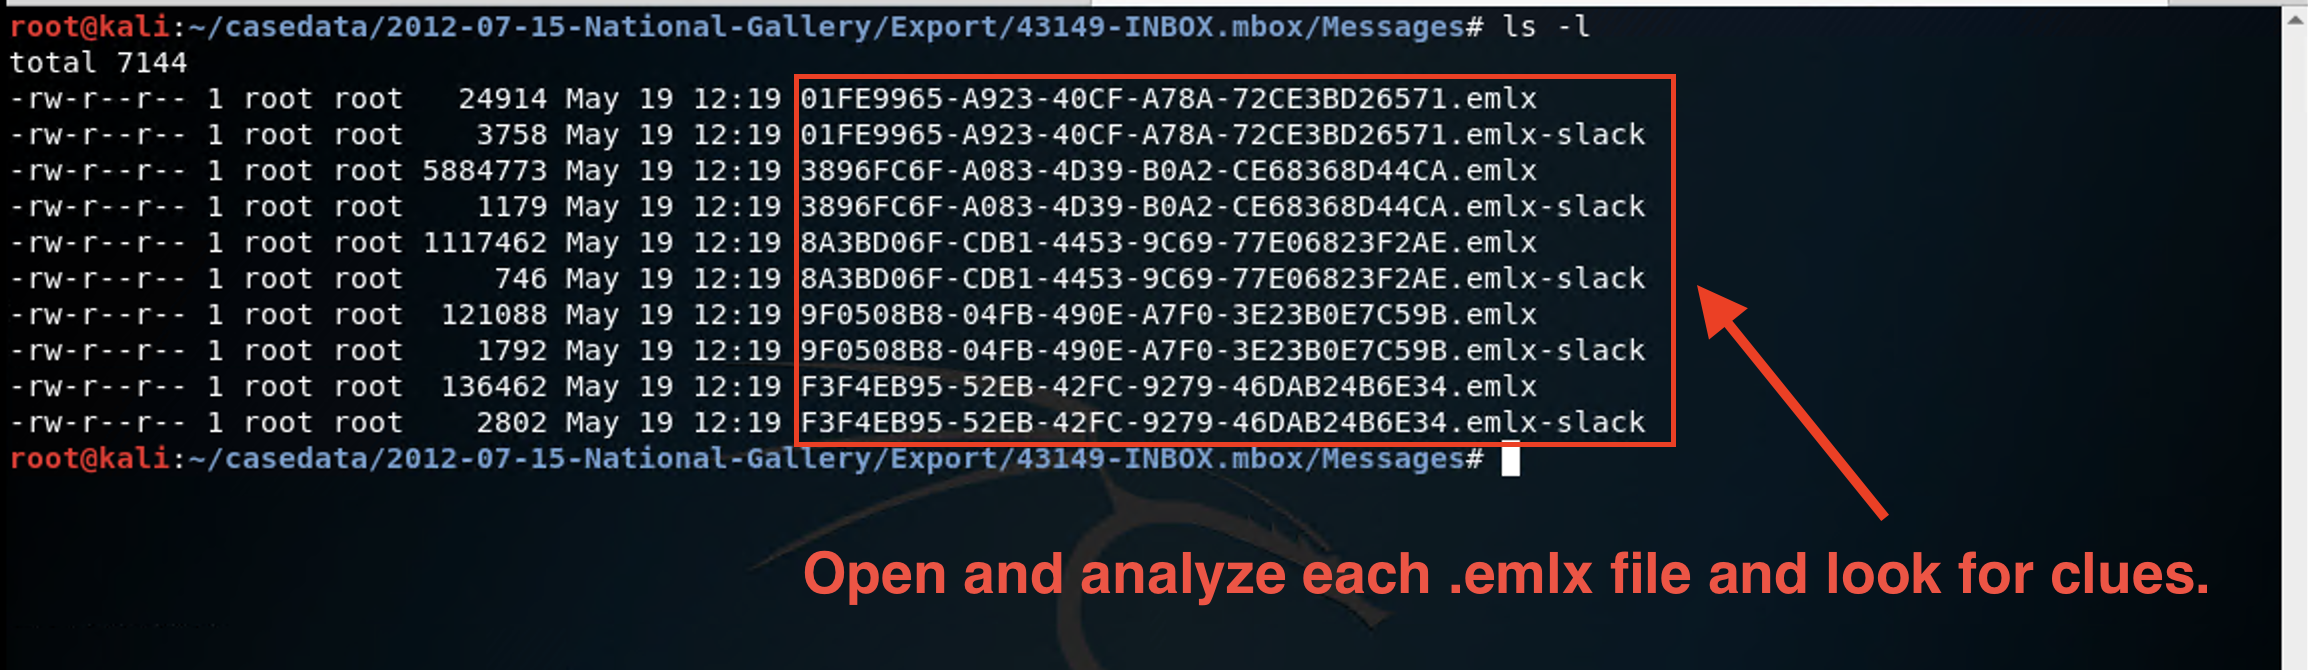 root@kali:~/casedata/2012-07-15-National-Gallery/Export/43149-INBOX.mbox/Messages# ls -l
total 7144
-rw-r--r-- 1 root root   24914 May 19 12:19 01FE9965-A923-40CF-A78A-72CE3BD26571.emlx
-rw-r--r-- 1 root root    3758 May 19 12:19 01FE9965-A923-40CF-A78A-72CE3BD26571.emlx-slack
-rw-r--r-- 1 root root 5884773 May 19 12:19 3896FC6F-A083-4D39-B0A2-CE68368D44CA.emlx
-rw-r--r-- 1 root root    1179 May 19 12:19 3896FC6F-A083-4D39-B0A2-CE68368D44CA.emlx-slack
-rw-r--r-- 1 root root 1117462 May 19 12:19 8A3BD06F-CDB1-4453-9C69-77E06823F2AE.emlx
-rw-r--r-- 1 root root     746 May 19 12:19 8A3BD06F-CDB1-4453-9C69-77E06823F2AE.emlx-slack
-rw-r--r-- 1 root root  121088 May 19 12:19 9F0508B8-04FB-490E-A7F0-3E23B0E7C59B.emlx
-rw-r--r-- 1 root root    1792 May 19 12:19 9F0508B8-04FB-490E-A7F0-3E23B0E7C59B.emlx-slack
-rw-r--r-- 1 root root  136462 May 19 12:19 F3F4EB95-52EB-42FC-9279-46DAB24B6E34.emlx
-rw-r--r-- 1 root root    2802 May 19 12:19 F3F4EB95-52EB-42FC-9279-46DAB24B6E34.emlx-slack
root@kali:~/casedata/2012-07-15-National-Gallery/Export/43149-INBOX.mbox/Messages#
Open and analyze each .emlx file and look for clues.